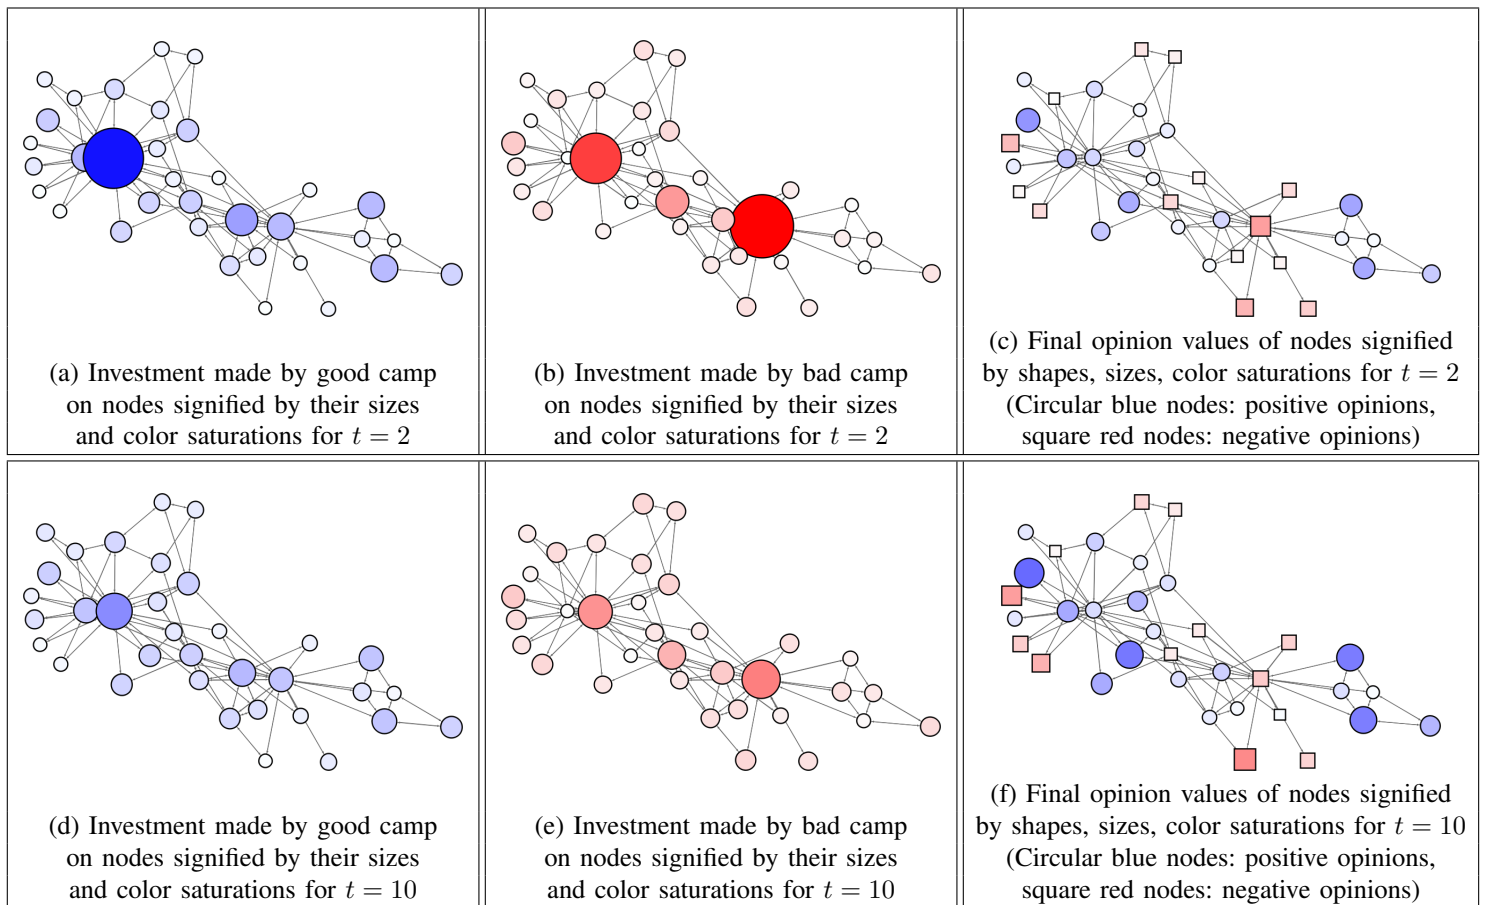 (a) Investment made by good camp
on nodes signified by their sizes
and color saturations for t = 2
(b) Investment made by bad camp
on nodes signified by their sizes
and color saturations for t = 2
(c) Final opinion values of nodes signified
by shapes, sizes, color saturations for t = 2
(Circular blue nodes: positive opinions,
square red nodes: negative opinions)
(d) Investment made by good camp
on nodes signified by their sizes
and color saturations for t = 10
(e) Investment made by bad camp
on nodes signified by their sizes
and color saturations for t = 10
(f) Final opinion values of nodes signified
by shapes, sizes, color saturations for t = 10
(Circular blue nodes: positive opinions,
square red nodes: negative opinions)